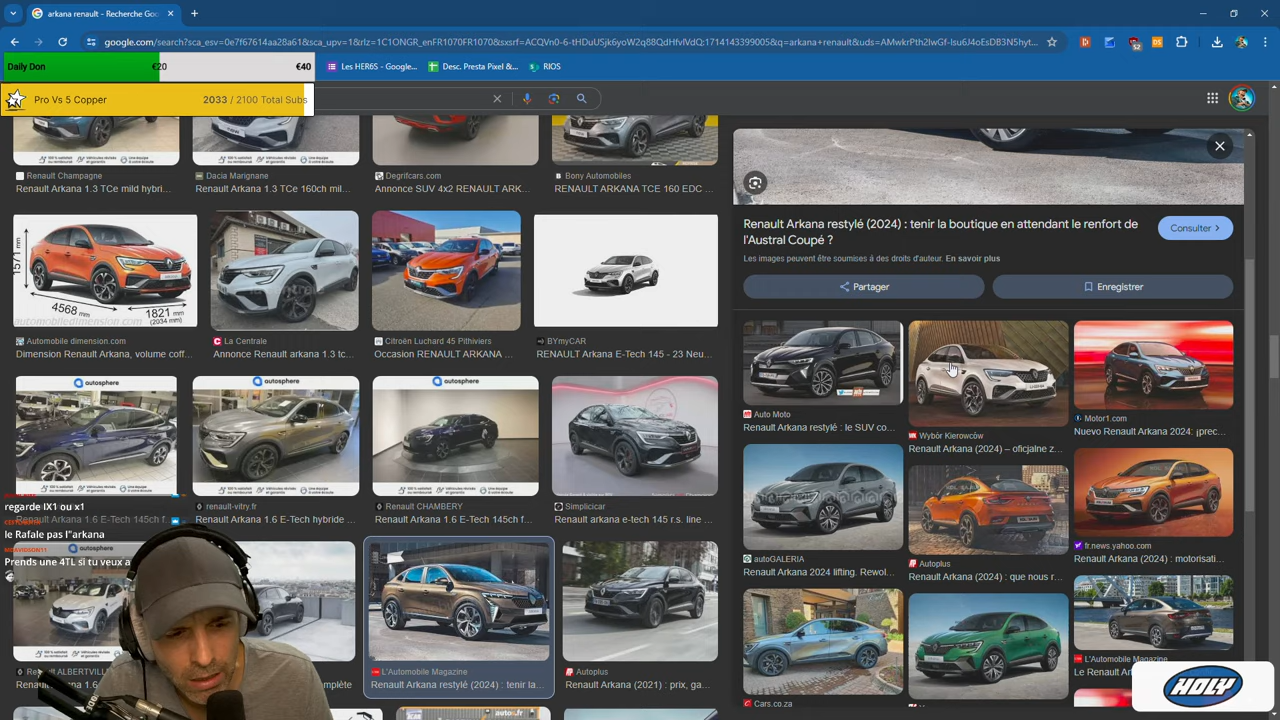 arkana renault - Recherche Goo
google.com/search?sca_esv=0e7f67614aa28a61&sca_upv=1&rlz=1C1ONGR_enFR1070FR1070&sxsrf=ACQVn0-6-tHDuUSjk6yoW2q88QdHfvlVdQ:1714143399005&q=arkana+renault&uds=
52
Daily Don
€20
€40
Les HER6S - Google...
Desc. Presta Pixel &...
RIOS
Pro Vs 5 Copper
2033 / 2100 Total Subs
Renault Champagne
Renault Arkana 1.3 TCe mild hybri...
Dacia Marignane
Renault Arkana 1.3 TCe 160ch mil...
Degrifcars.com
Annonce SUV 4x2 RENAULT ARK...
Bony Automobiles
RENAULT ARKANA TCE 160 EDC ...
Renault Arkana restylé (2024) : tenir la boutique en attendant le renfort de
l'Austral Coupé ?
Consulter
Les images peuvent être soumises à des droits d'auteur. En savoir plus
Partager
Enregistrer
1571 mm
4568 mm
1821 mm
(2034 mm)
automobiledimension.com
Automobile dimension.com
Dimension Renault Arkana, volume coff...
La Centrale
Annonce Renault arkana 1.3 tc...
Citroën Luchard 45 Pithiviers
Occasion RENAULT ARKANA ...
BYmyCAR
RENAULT Arkana E-Tech 145 - 23 Neu...
Auto Moto
Renault Arkana restylé : le SUV co...
Wybór Kierowców
Renault Arkana (2024) – oficjalne z...
Motor1.com
Nuevo Renault Arkana 2024: ¡prec...
autosphere
autosphere
autosphere
regarde IX1 ou x1
Renault Arkana 1.6 E-Tech 145ch f...
renault-vitry.fr
Renault Arkana 1.6 E-Tech hybride ...
Renault CHAMBERY
Renault Arkana 1.6 E-Tech 145ch f...
Simplicicar
Renault arkana e-tech 145 r.s. line ...
le Rafale pas l"arkana
Prends une 4TL si tu veux a
autosphere
autoGALERIA
Renault Arkana 2024 lifting. Rewol...
Autoplus
Renault Arkana (2024) : que nous r...
fr.news.yahoo.com
Renault Arkana (2024) : motorisati...
L'Automobile Magazine
Renault Arkana restylé (2024) : tenir la...
Autoplus
Renault Arkana (2021) : prix, ga...
Cars.co.za
L'Automobile Magazine
HOLY